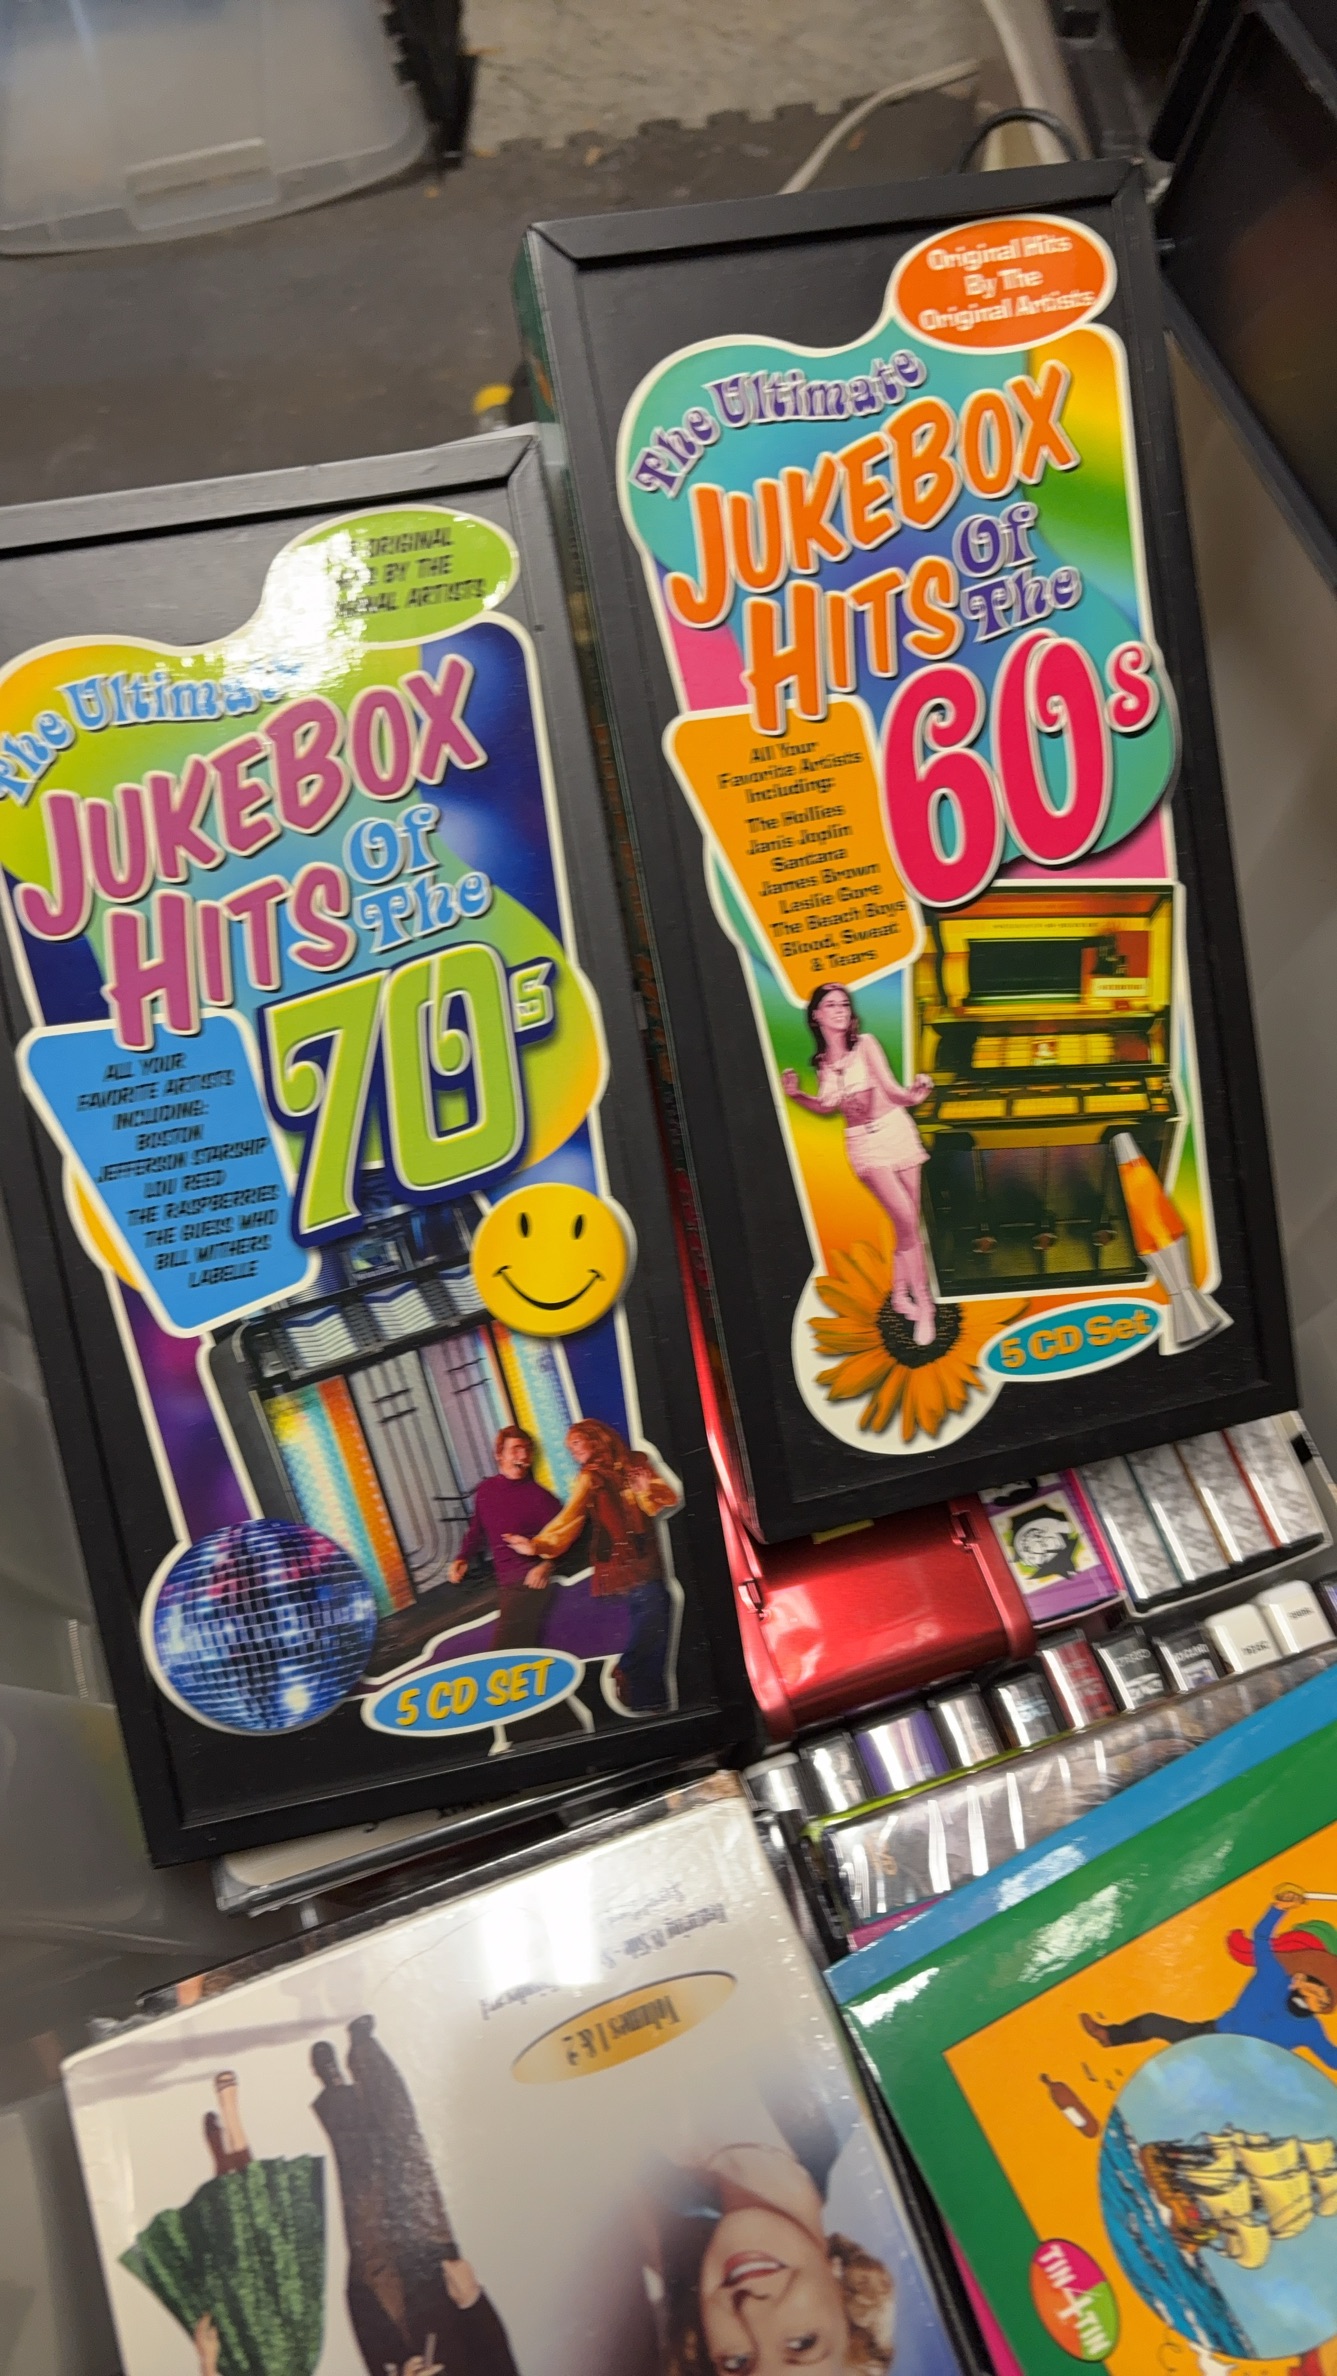 Original Hits
By The
Original Artists
The Ultimate
JUKEBOX
HITS Of
The
60s
All Your
Favorite Artists
Including:
The Hollies
Janis Joplin
Santana
James Brown
Leslie Gore
The Beach Boys
Blood, Sweat
& Tears
5 CD Set
ORIGINAL
BY THE
ARTISTS
The Ultimate
JUKEBOX
HITS Of
The
70s
ALL YOUR
FAVORITE ARTISTS
INCLUDING:
BOSTON
JEFFERSON STARSHIP
LOU REED
THE RASPBERRIES
THE GUESS WHO
BILL WITHERS
LABELLE
5 CD SET
Volumes 1 & 2
TIN
4
TIN